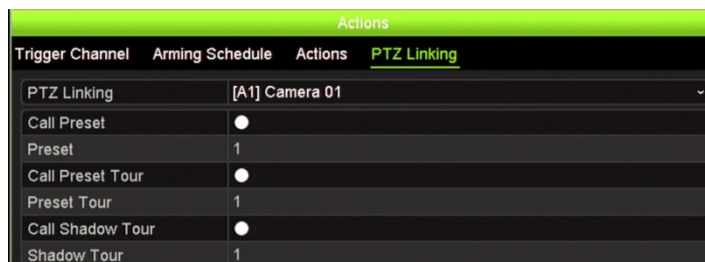 Actions
Trigger Channel Arming Schedule Actions PTZ Linking
PTZ Linking [A1] Camera 01
Call Preset
Preset 1
Call Preset Tour
Preset Tour 1
Call Shadow Tour
Shadow Tour 1